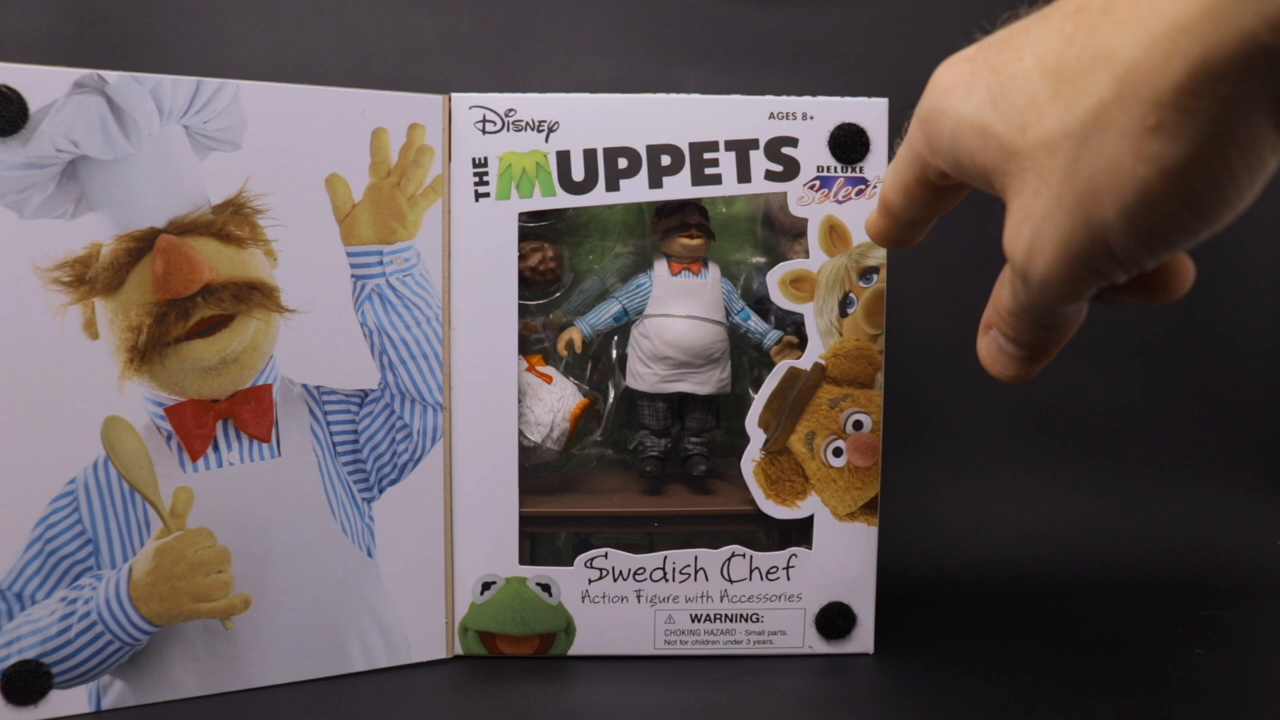 Disney
AGES 8+
THE MUPPETS
DELUXE
Select
Swedish Chef
Action Figure with Accessories
⚠ WARNING:
CHOKING HAZARD - Small parts.
Not for children under 3 years.